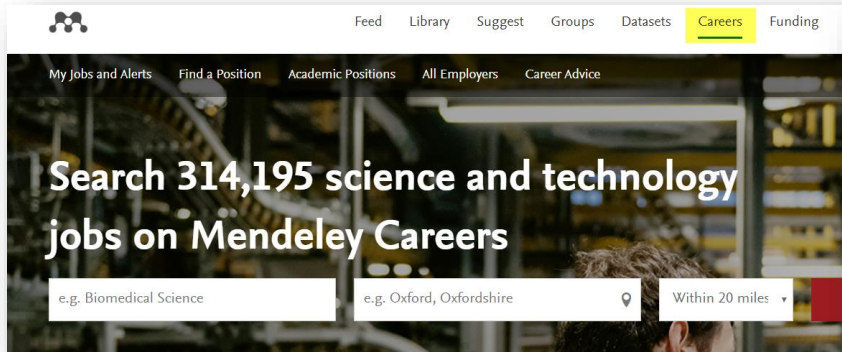 Feed Library Suggest Groups Datasets Careers Funding
My Jobs and Alerts Find a Position Academic Positions All Employers Career Advice
Search 314,195 science and technology
jobs on Mendeley Careers
e.g. Biomedical Science e.g. Oxford, Oxfordshire Within 20 miles